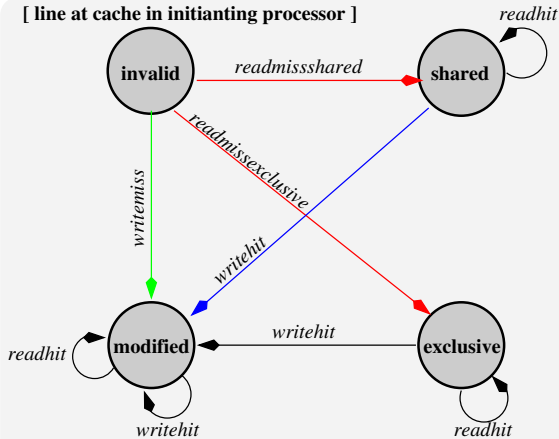 [ line at cache in initianting processor ]
readhit
invalid
readmissshared
shared
readmissexclusive
writemiss
writehit
readhit
modified
writehit
exclusive
writehit
readhit